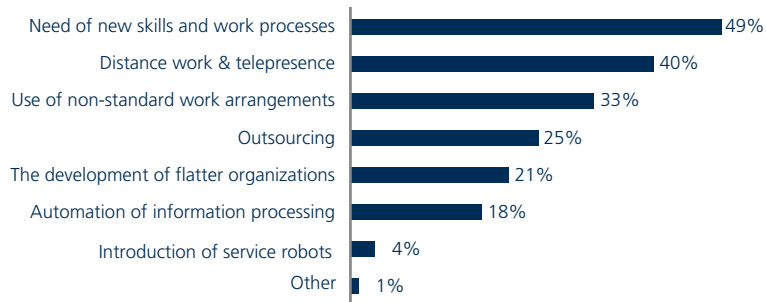 Need of new skills and work processes 49%
Distance work & telepresence 40%
Use of non-standard work arrangements 33%
Outsourcing 25%
The development of flatter organizations 21%
Automation of information processing 18%
Introduction of service robots 4%
Other 1%